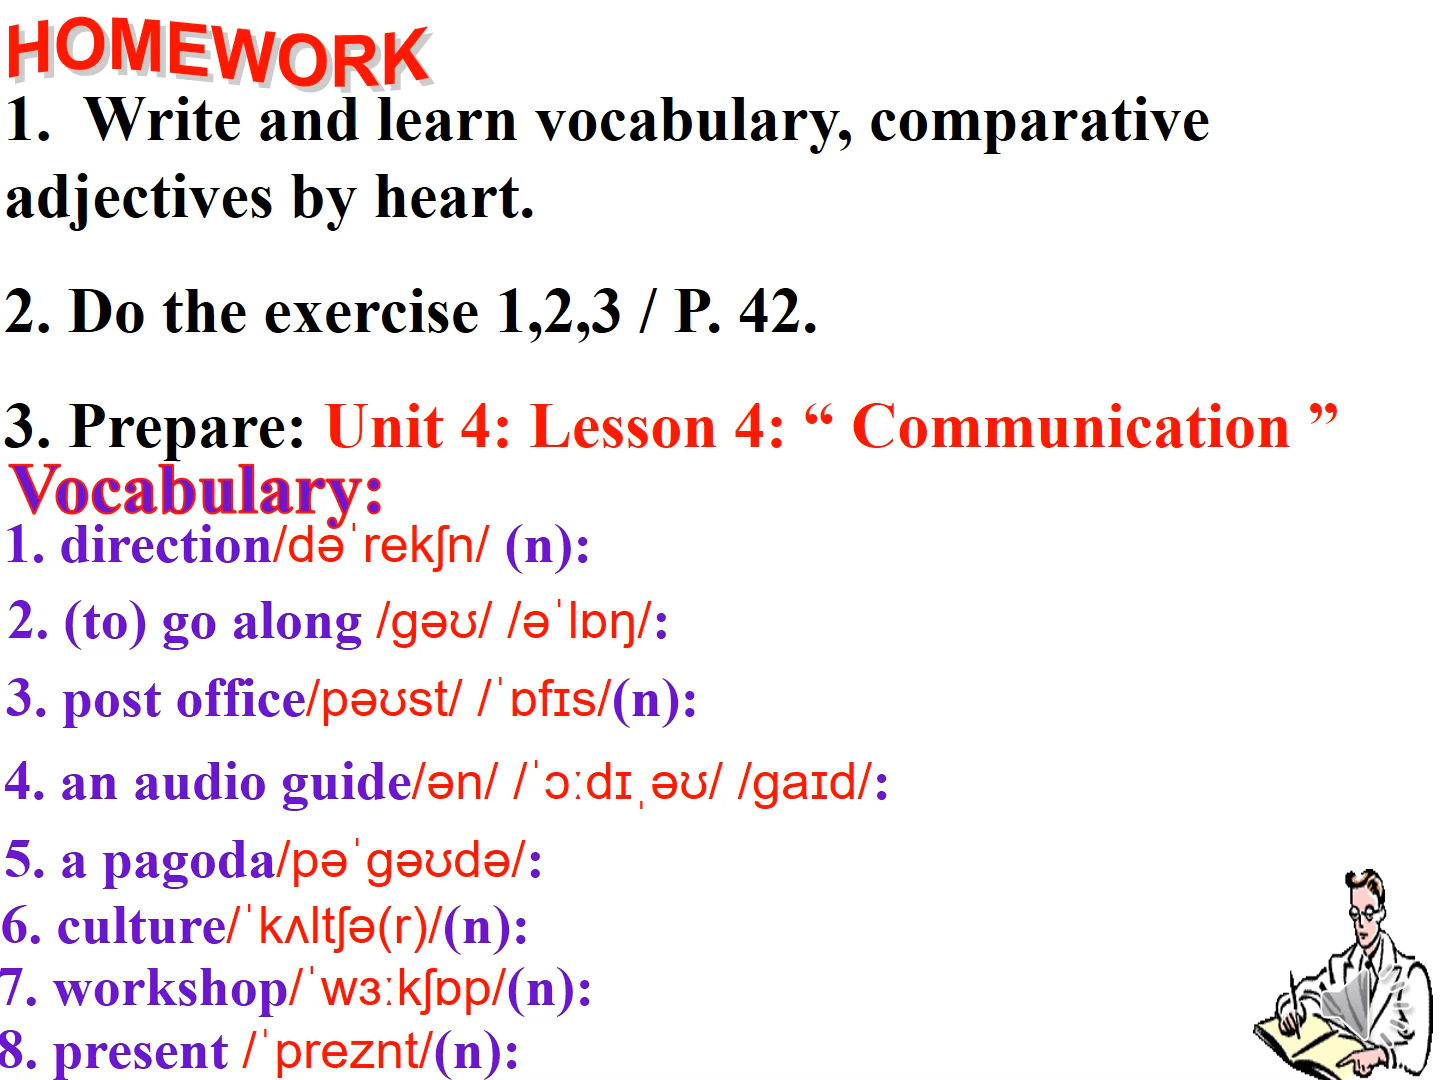 HOMEWORK
1. Write and learn vocabulary, comparative
adjectives by heart.
2. Do the exercise 1,2,3 / P. 42.
3. Prepare: Unit 4: Lesson 4: “ Communication ”
Vocabulary:
1. direction/dəˈrekʃn/ (n):
2. (to) go along /gəʊ/ /əˈlɒŋ/:
3. post office/pəʊst/ /ˈɒfɪs/(n):
4. an audio guide/ən/ /ˈɔːdɪˌəʊ/ /gaɪd/:
5. a pagoda/pəˈgəʊdə/:
6. culture/ˈkʌltʃə(r)/(n):
7. workshop/ˈwɜːkʃɒp/(n):
8. present /ˈpreznt/(n):